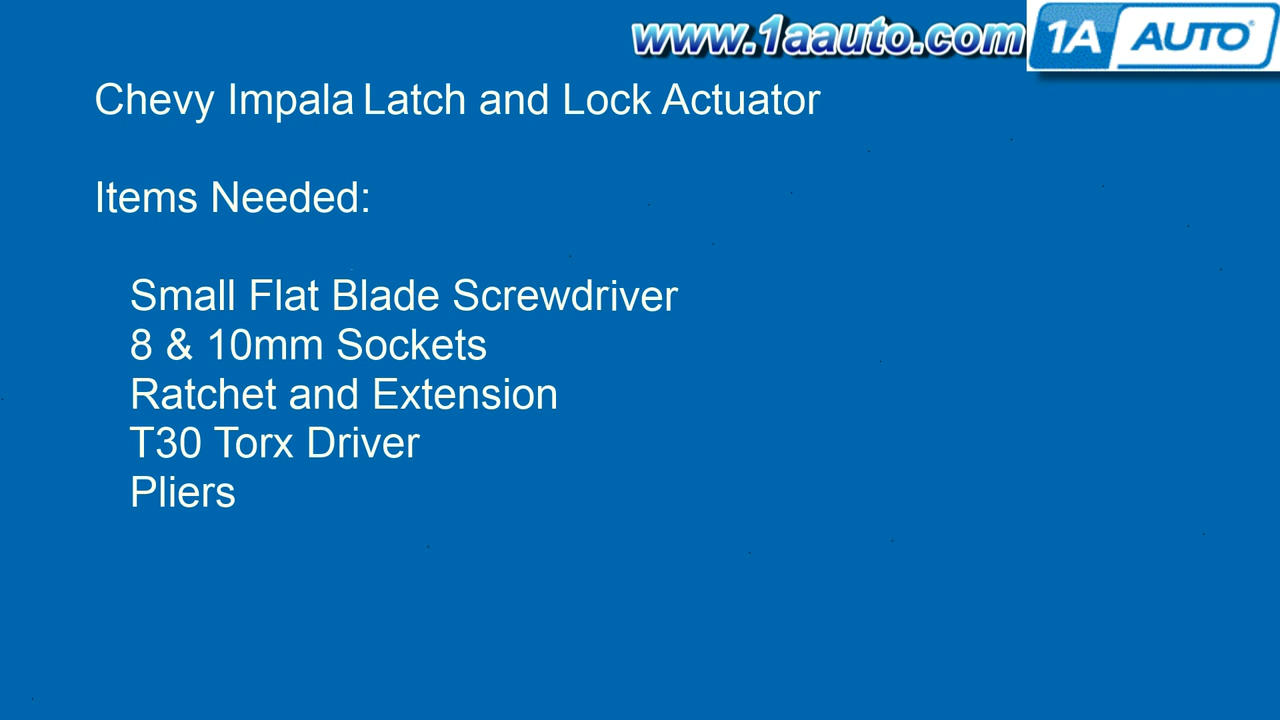 www.1aauto.com 1A AUTO
Chevy Impala Latch and Lock Actuator
Items Needed:
Small Flat Blade Screwdriver
8 & 10mm Sockets
Ratchet and Extension
T30 Torx Driver
Pliers